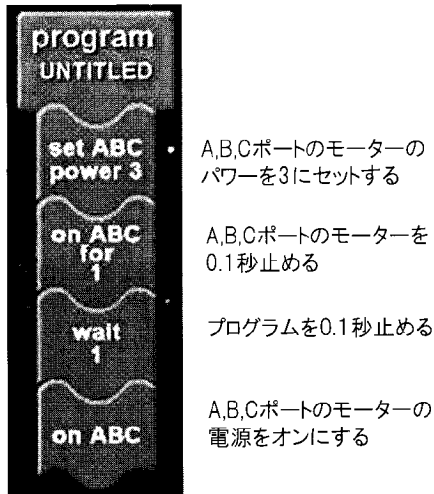 program
UNTITLED
set ABC
power 3
A,B,Cポートのモーターの
パワーを3にセットする
on ABC
for
1
A,B,Cポートのモーターを
0.1秒止める
wait
1
プログラムを0.1秒止める
on ABC
A,B,Cポートのモーターの
電源をオンにする